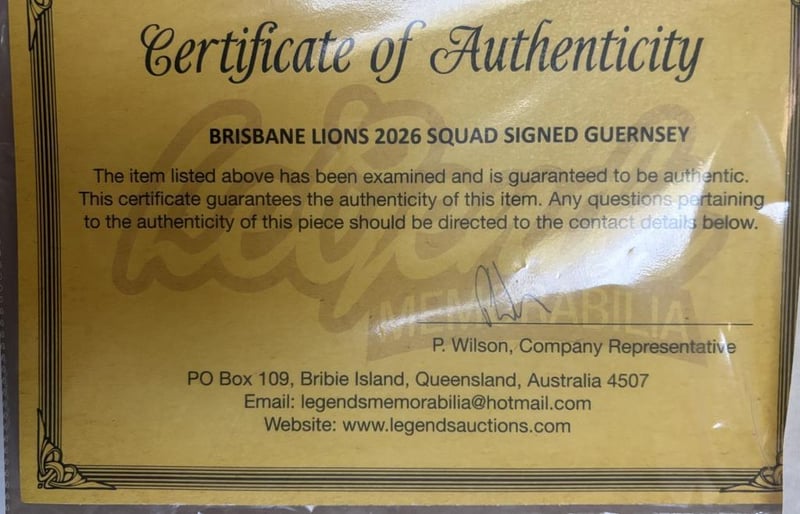 Certificate of Authenticity
BRISBANE LIONS 2026 SQUAD SIGNED GUERNSEY
The item listed above has been examined and is guaranteed to be authentic.
This certificate guarantees the authenticity of this item. Any questions pertaining
to the authenticity of this piece should be directed to the contact details below.
Legends
MEMORABILIA
P. Wilson, Company Representative
PO Box 109, Bribie Island, Queensland, Australia 4507
Email: legendsmemorabilia@hotmail.com
Website: www.legendsauctions.com